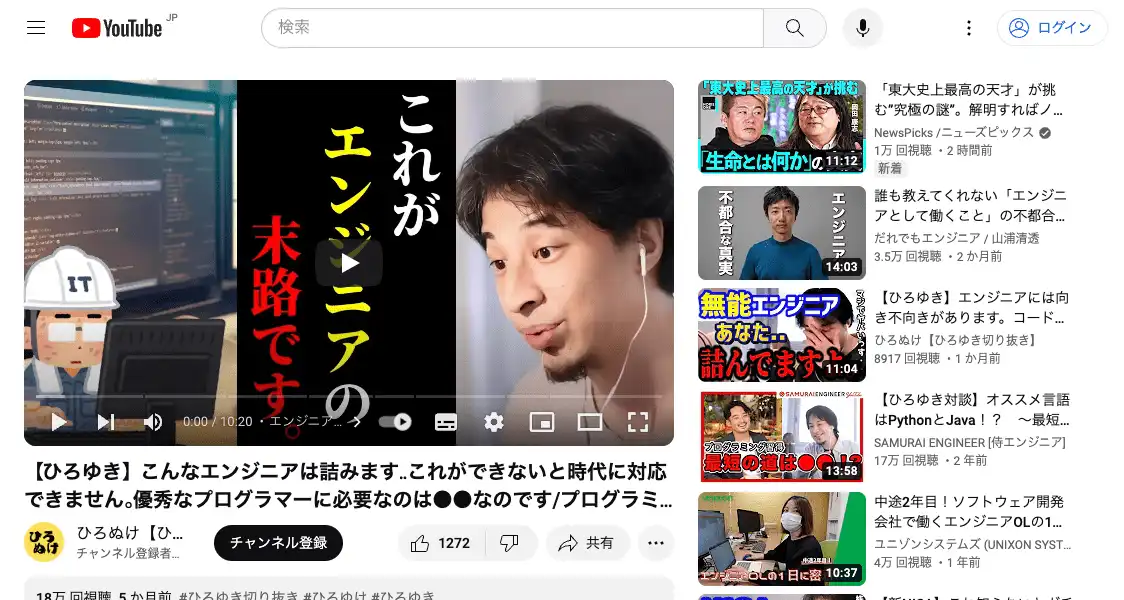 YouTube JP
検索
ログイン
これが
エンジニアの
末路です。
IT
0:00 / 10:20 ・エンジニア...
【ひろゆき】こんなエンジニアは詰みます..これができないと時代に対応
できません｡優秀なプログラマーに必要なのは●●なのです/プログラミ...
ひろぬけ
ひろぬけ【ひ...
チャンネル登録者...
チャンネル登録
1272
共有
18万 回視聴 5 か月前 #ひろゆき切り抜き #ひろゆけ #ひろゆき
「東大史上最高の天才」が挑む
「生命とは何か」の
11:12
「東大史上最高の天才」が挑
む”究極の謎”。解明すればノ...
NewsPicks /ニューズピックス
1万 回視聴 ・2 時間前
新着
エンジニア
不都合な真実
14:03
誰も教えてくれない「エンジニ
アとして働くこと」の不都合...
だれでもエンジニア / 山浦清透
3.5万 回視聴 ・2 か月前
無能エンジニア
あなた..
詰んでますよ
11:04
【ひろゆき】エンジニアには向
き不向きがあります。コード...
ひろぬけ【ひろゆき切り抜き】
8917 回視聴 ・1 か月前
SAMURAI ENGINEER
プログラミング習得
最短の道は●●!?
13:58
【ひろゆき対談】オススメ言語
はPythonとJava！？ 〜最短...
SAMURAI ENGINEER [侍エンジニア]
17万 回視聴 ・2 年前
中途2年目!
エンジニアOLの1日に密
10:37
中途2年目！ソフトウェア開発
会社で働くエンジニアOLの1...
ユニゾンシステムズ (UNIXON SYST...
4万 回視聴 ・1 年前